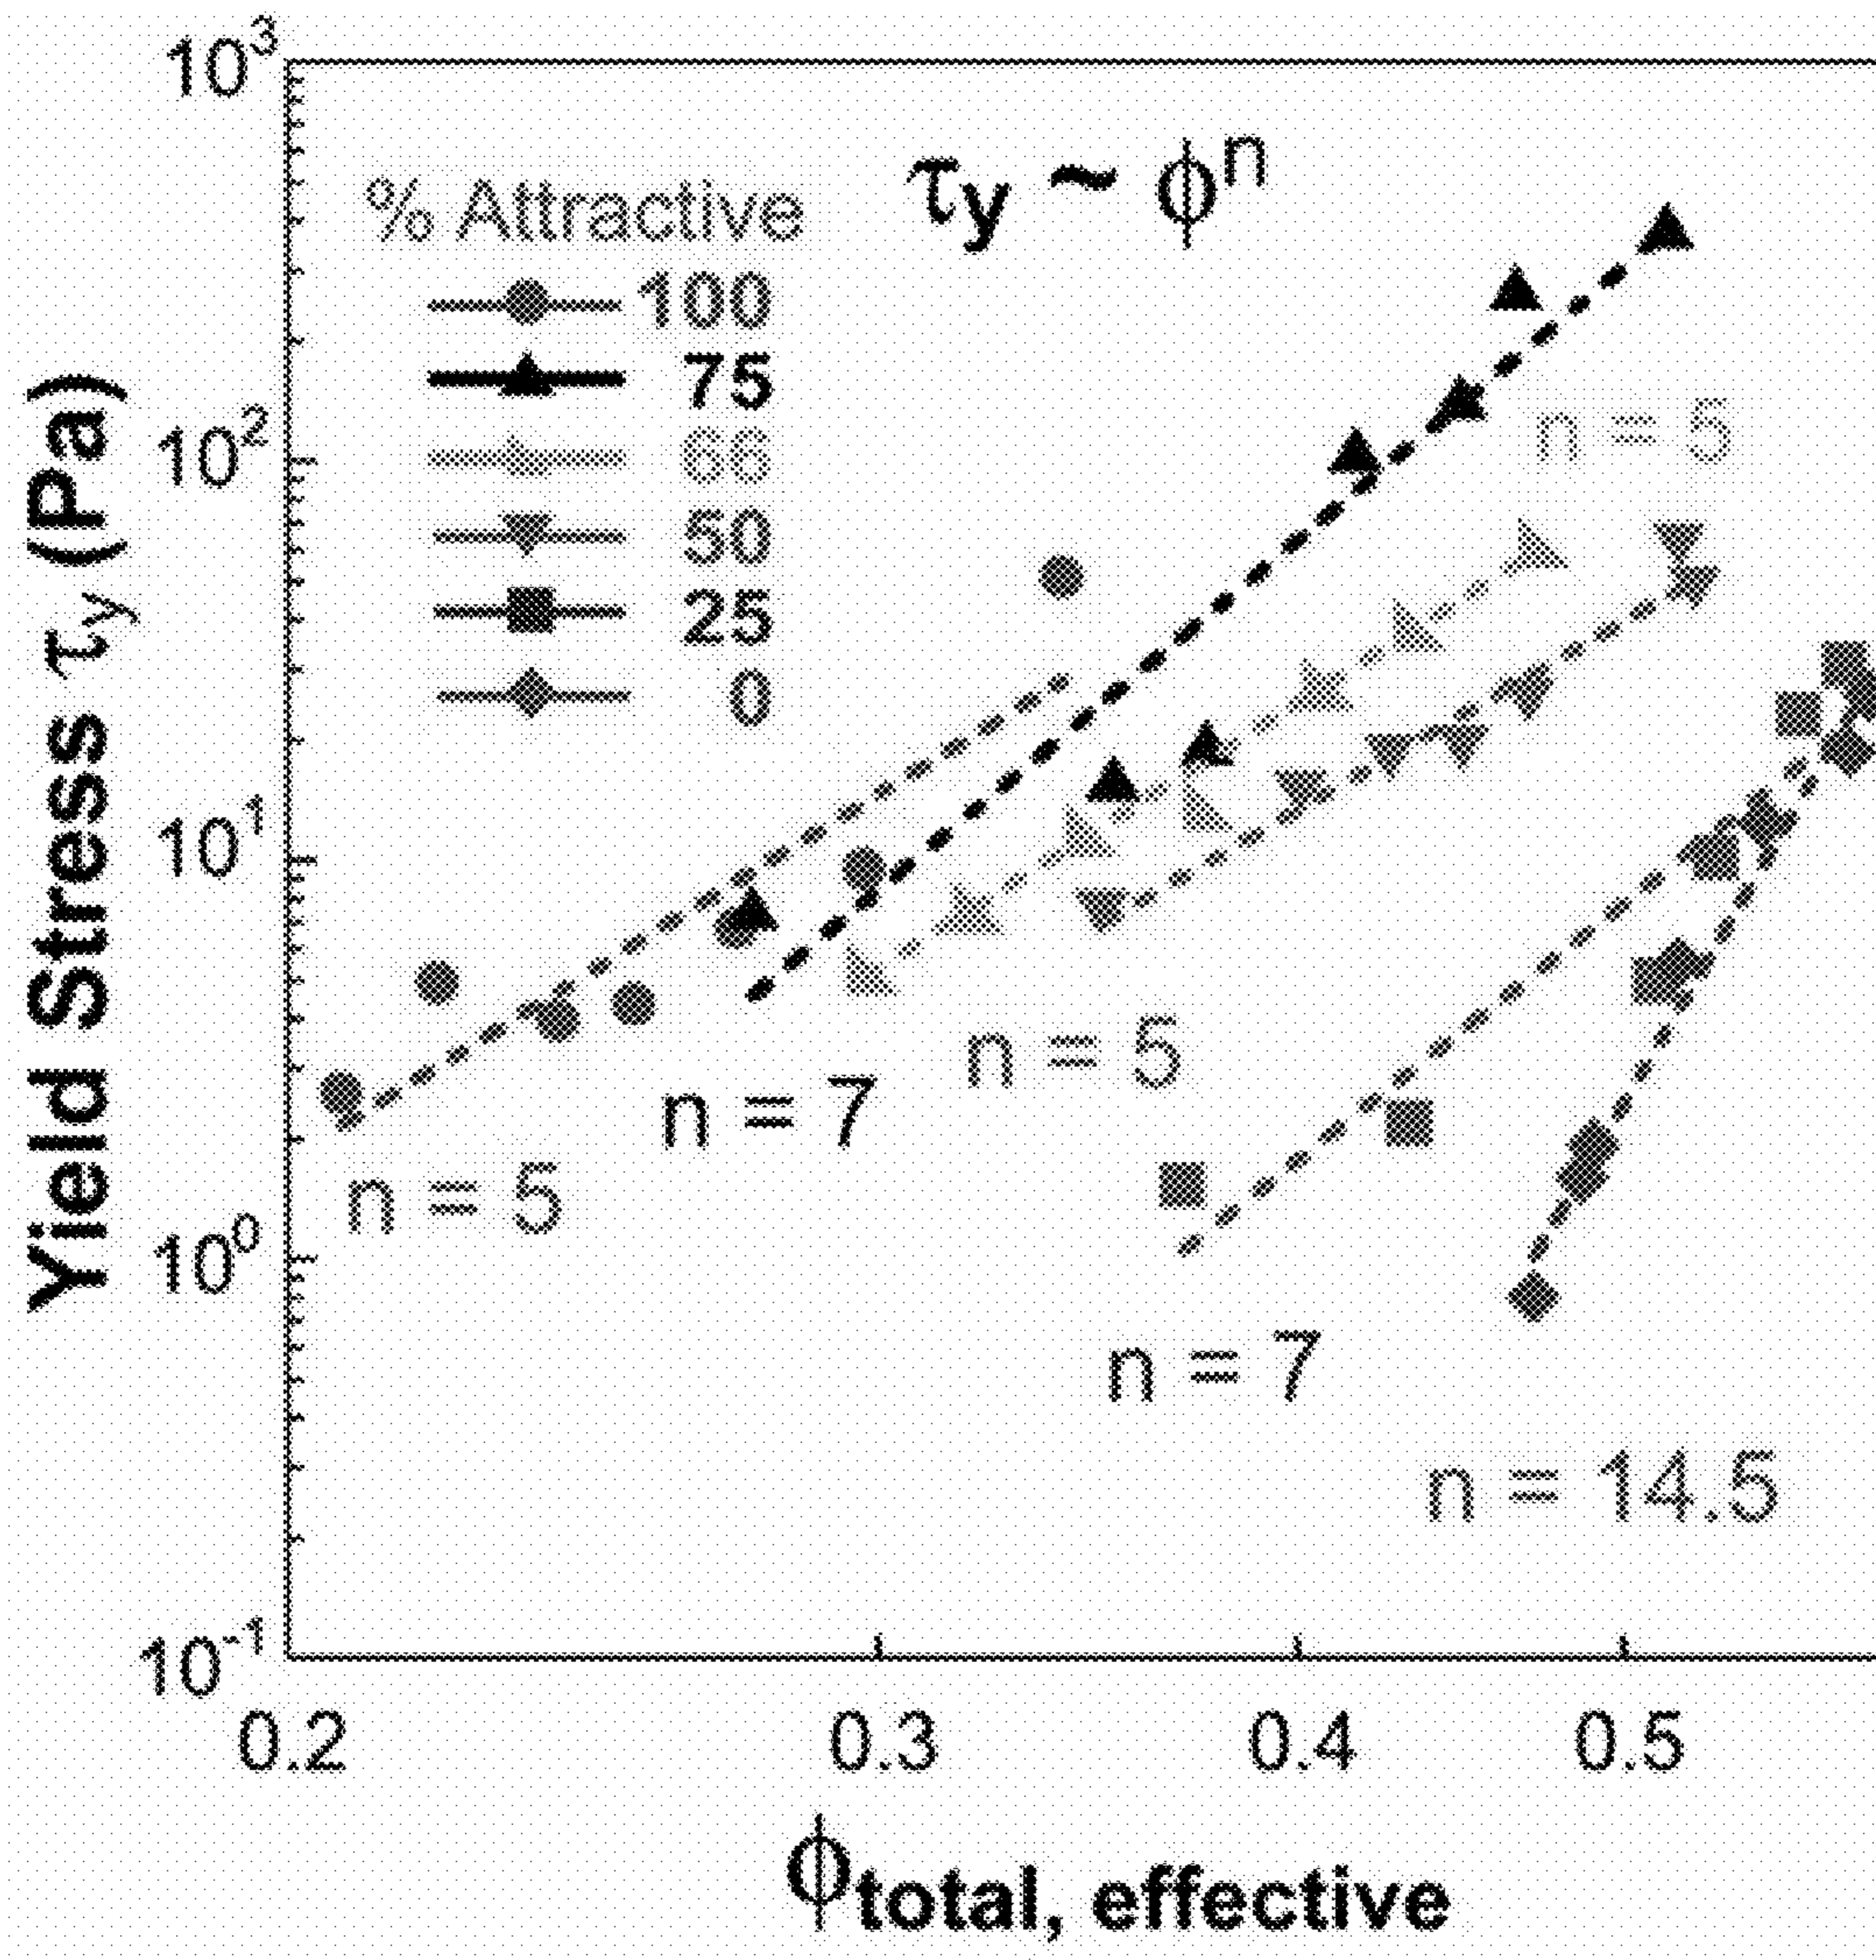 10³
τy ~ ϕⁿ
% Attractive
100
75
66
50
25
0
n = 5
10²
Yield Stress τy (Pa)
10¹
n = 5
n = 7
n = 5
10⁰
n = 7
n = 14.5
10⁻¹
0.2 0.3 0.4 0.5
ϕtotal, effective